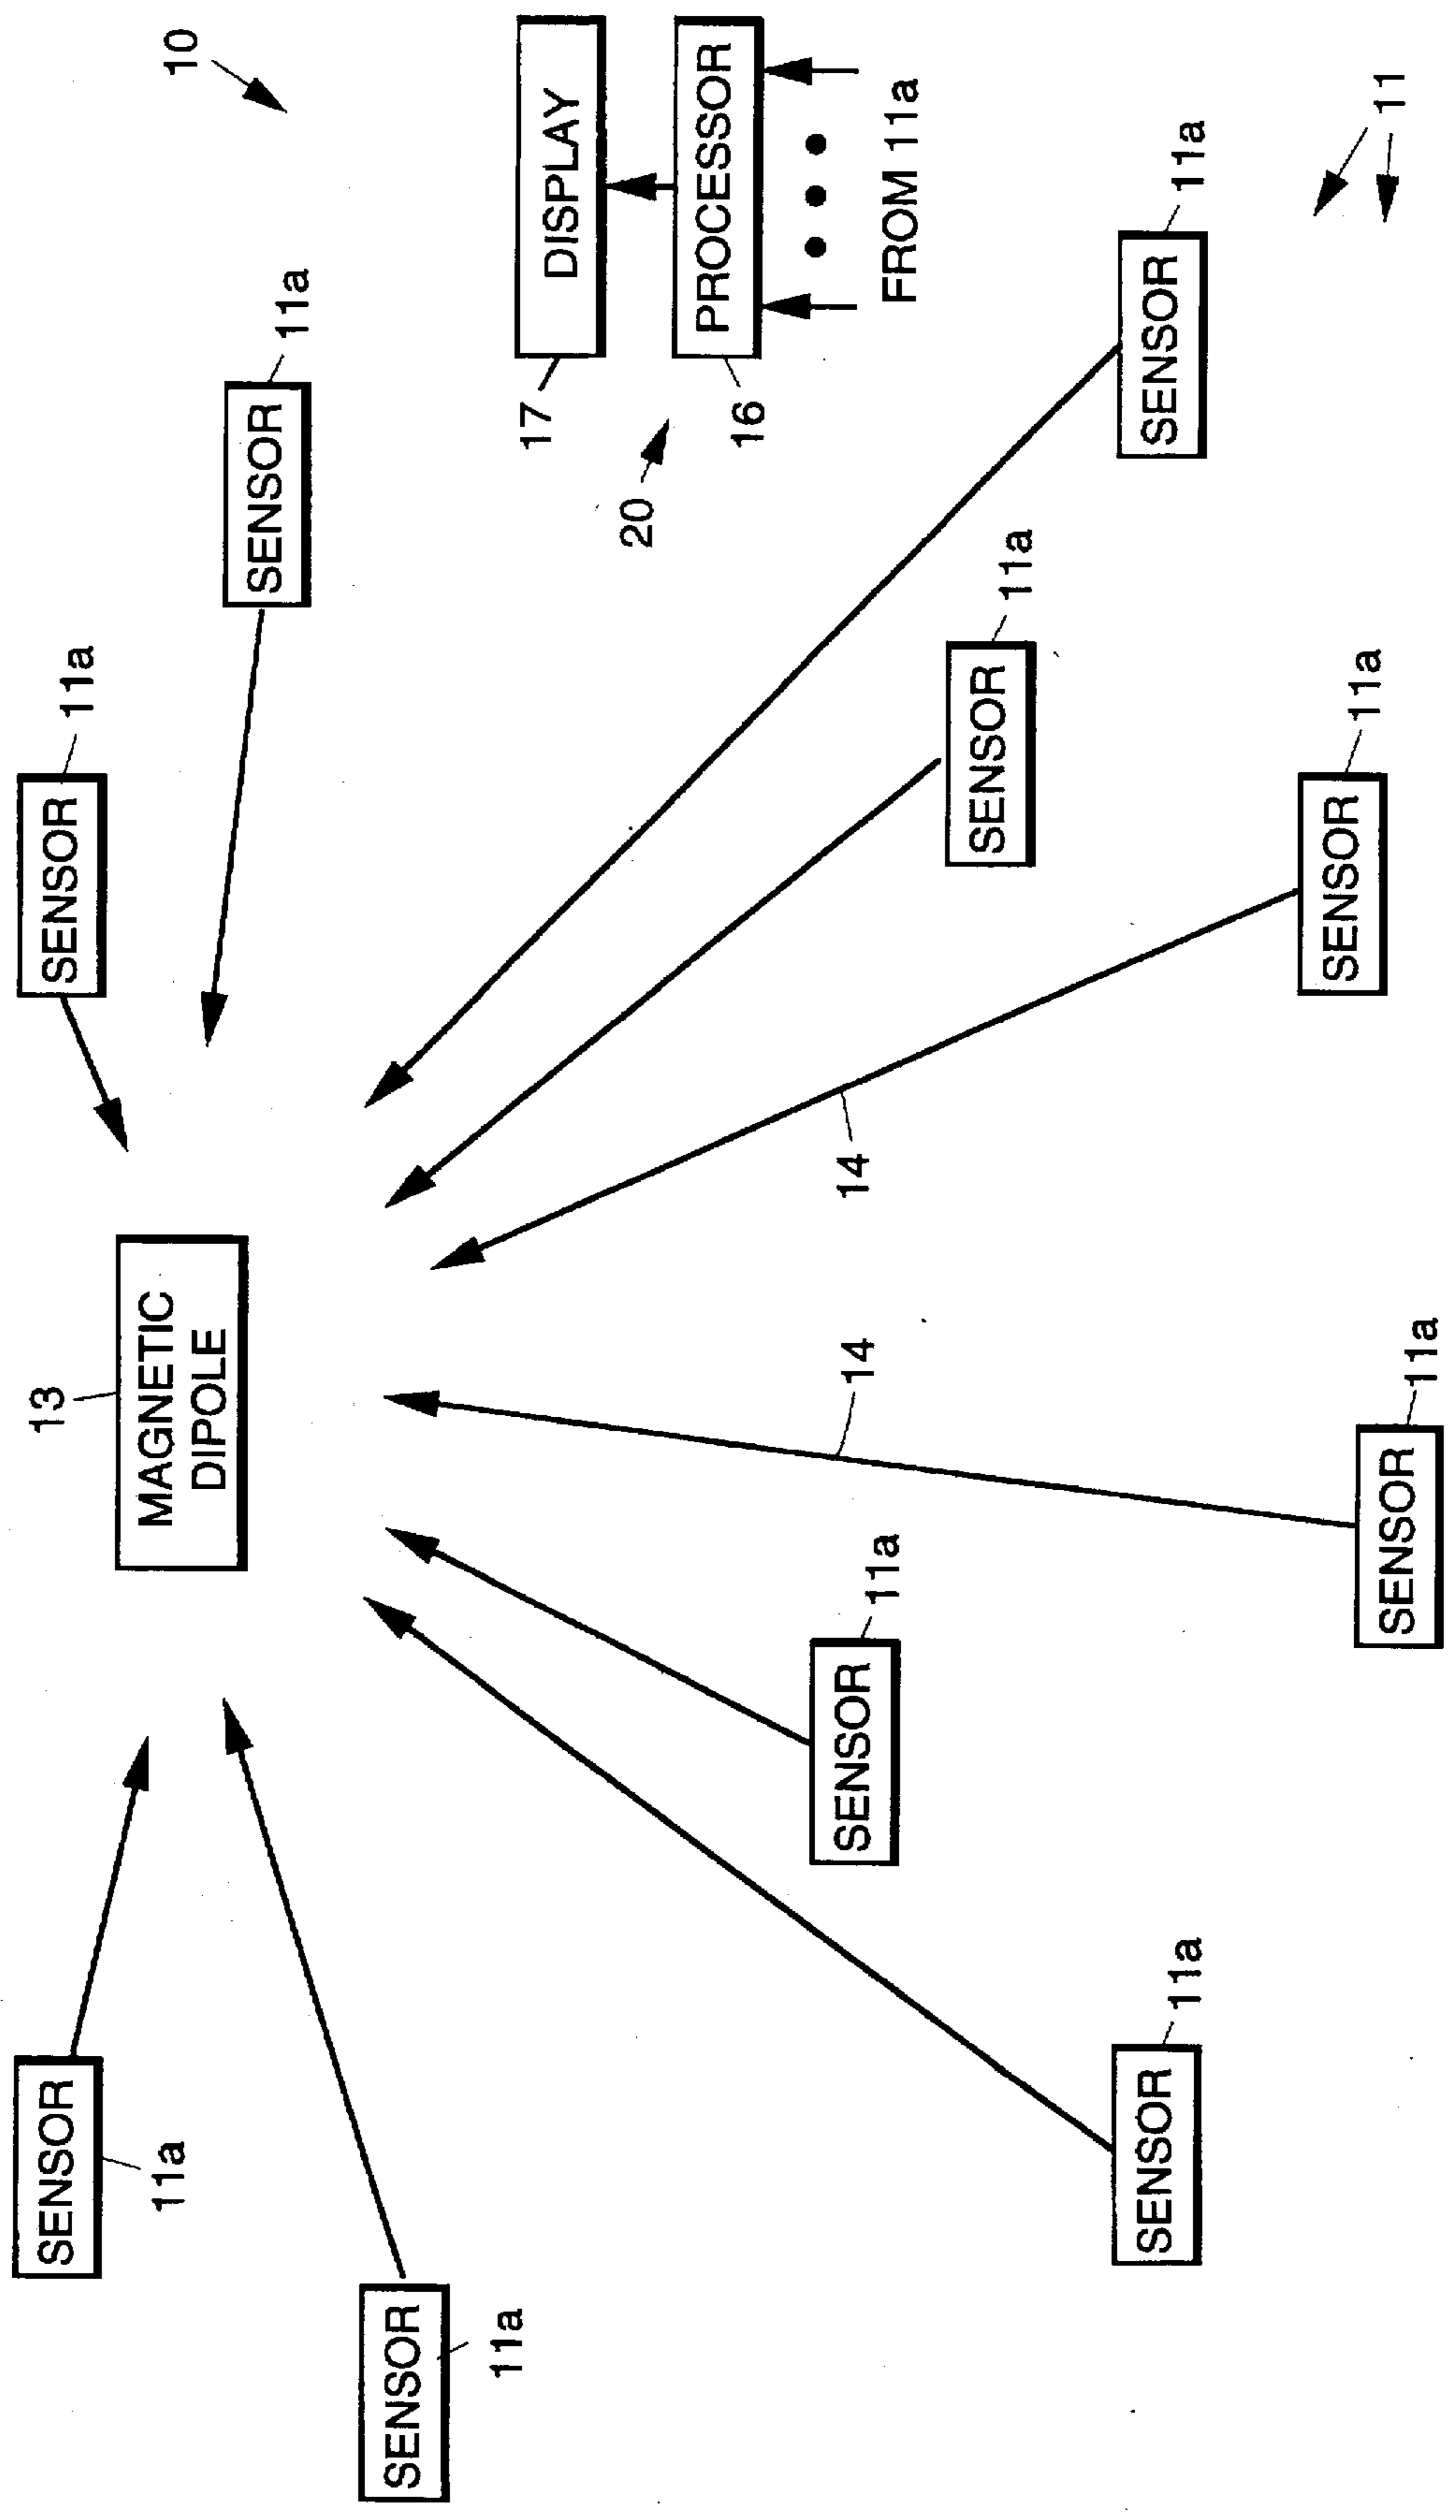 13
SENSOR
11a
MAGNETIC
DIPOLE
SENSOR
11a
10
SENSOR
11a
SENSOR
11a
17
DISPLAY
20
16
PROCESSOR
FROM 11a
14
14
SENSOR
11a
SENSOR
11a
SENSOR
11a
SENSOR
11a
SENSOR
11a
11
SENSOR
11a